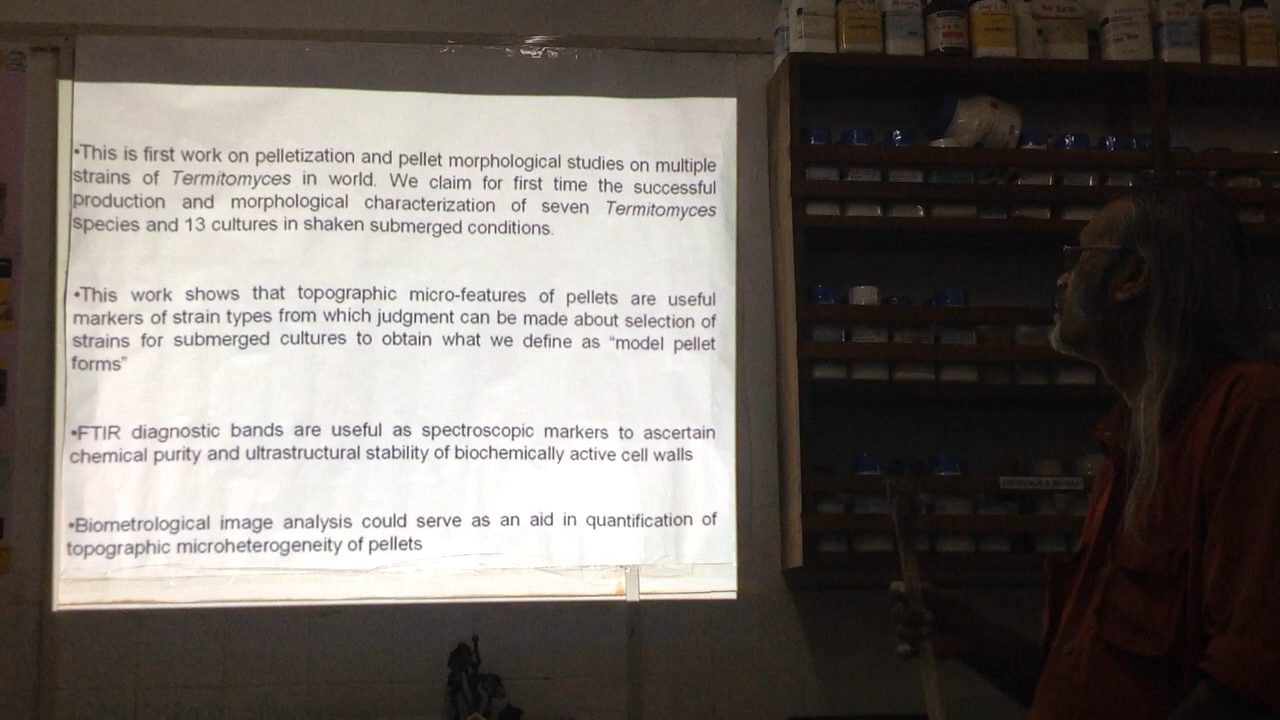 •This is first work on pelletization and pellet morphological studies on multiple
strains of Termitomyces in world. We claim for first time the successful
production and morphological characterization of seven Termitomyces
species and 13 cultures in shaken submerged conditions.
•This work shows that topographic micro-features of pellets are useful
markers of strain types from which judgment can be made about selection of
strains for submerged cultures to obtain what we define as “model pellet
forms”
•FTIR diagnostic bands are useful as spectroscopic markers to ascertain
chemical purity and ultrastructural stability of biochemically active cell walls
•Biometrological image analysis could serve as an aid in quantification of
topographic microheterogeneity of pellets